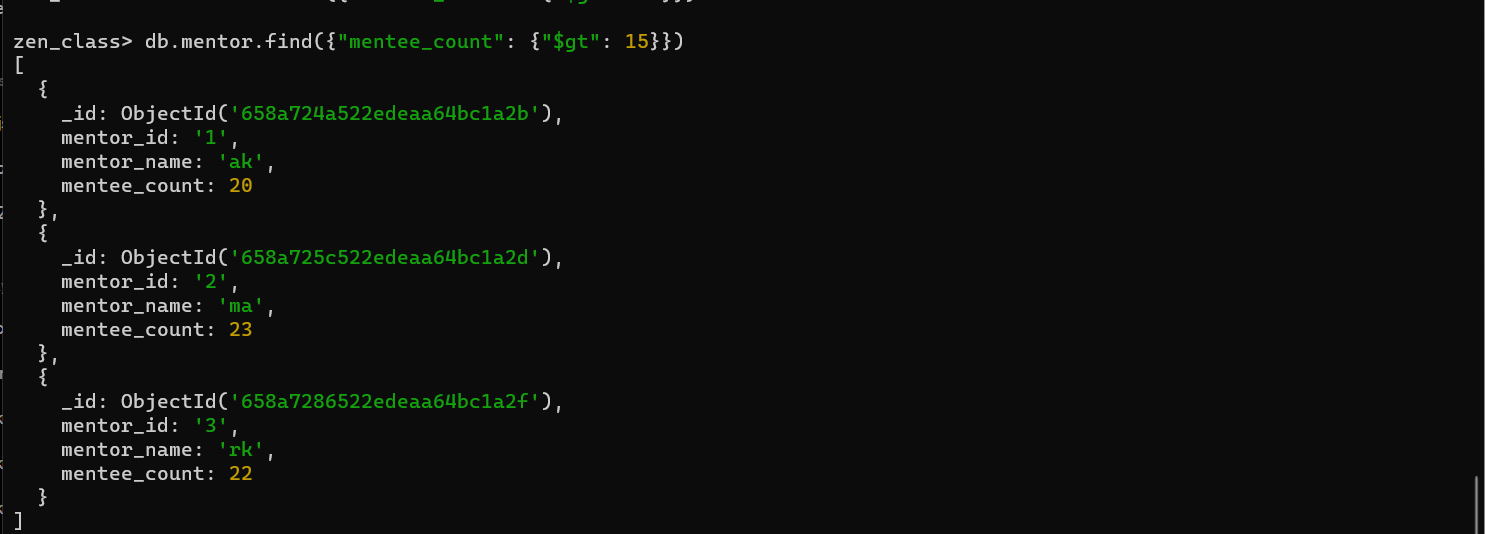 zen_class> db.mentor.find({"mentee_count": {"$gt": 15}})
[
  {
    _id: ObjectId('658a724a522edeaa64bc1a2b'),
    mentor_id: '1',
    mentor_name: 'ak',
    mentee_count: 20
  },
  {
    _id: ObjectId('658a725c522edeaa64bc1a2d'),
    mentor_id: '2',
    mentor_name: 'ma',
    mentee_count: 23
  },
  {
    _id: ObjectId('658a7286522edeaa64bc1a2f'),
    mentor_id: '3',
    mentor_name: 'rk',
    mentee_count: 22
  }
]